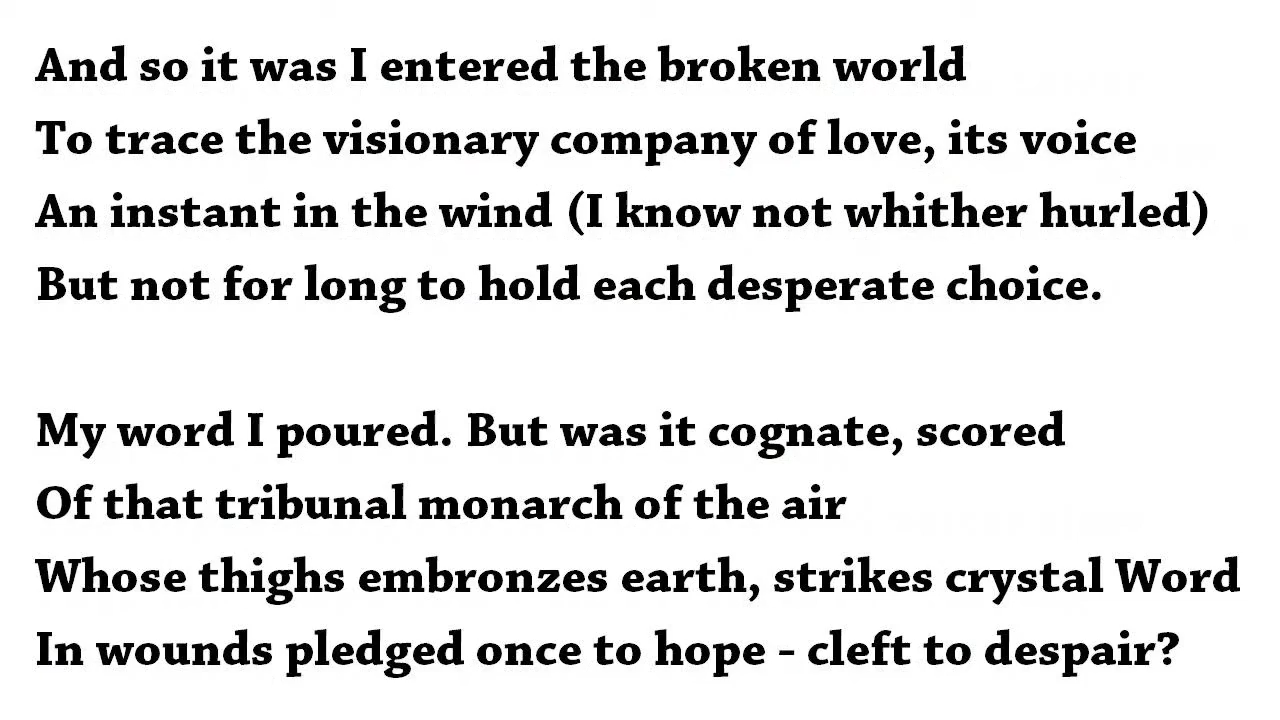 And so it was I entered the broken world
To trace the visionary company of love, its voice
An instant in the wind (I know not whither hurled)
But not for long to hold each desperate choice.
My word I poured. But was it cognate, scored
Of that tribunal monarch of the air
Whose thighs embronzes earth, strikes crystal Word
In wounds pledged once to hope - cleft to despair?